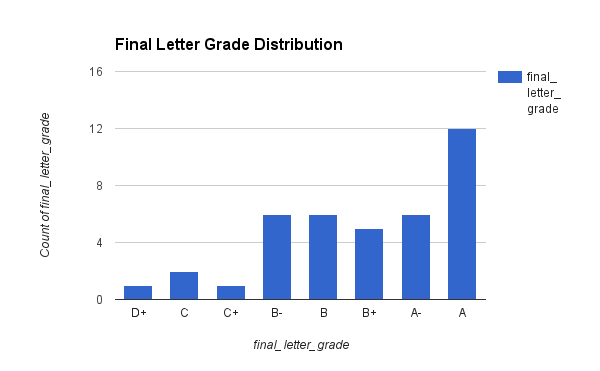 Final Letter Grade Distribution
16
12
8
4
0
Count of final_letter_grade
D+ C C+ B- B B+ A- A
final_letter_grade
final_
letter_
grade